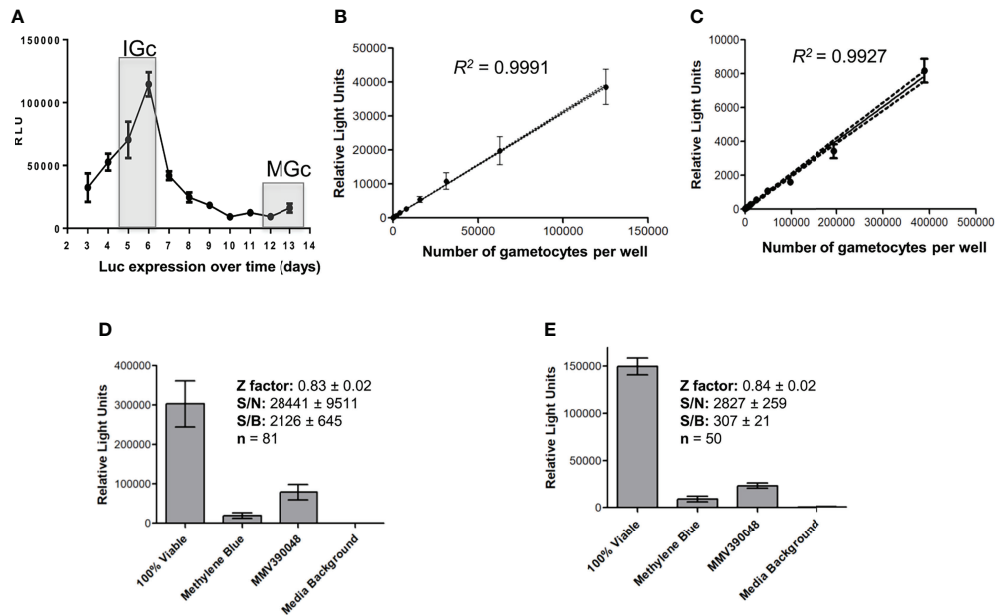 A
150000
100000
50000
0
RLU
IGc
MGc
2 3 4 5 6 7 8 9 10 11 12 13 14
Luc expression over time (days)
B
50000
40000
30000
20000
10000
0
Relative Light Units
R² = 0.9991
0 50000 100000 150000
Number of gametocytes per well
C
10000
8000
6000
4000
2000
0
Relative Light Units
R² = 0.9927
0 100000 200000 300000 400000 500000
Number of gametocytes per well
D
400000
300000
200000
100000
0
Relative Light Units
Z factor: 0.83 ± 0.02
S/N: 28441 ± 9511
S/B: 2126 ± 645
n = 81
100% Viable
Methylene Blue
MMV390048
Media Background
E
150000
100000
50000
0
Relative Light Units
Z factor: 0.84 ± 0.02
S/N: 2827 ± 259
S/B: 307 ± 21
n = 50
100% Viable
Methylene Blue
MMV390048
Media Background